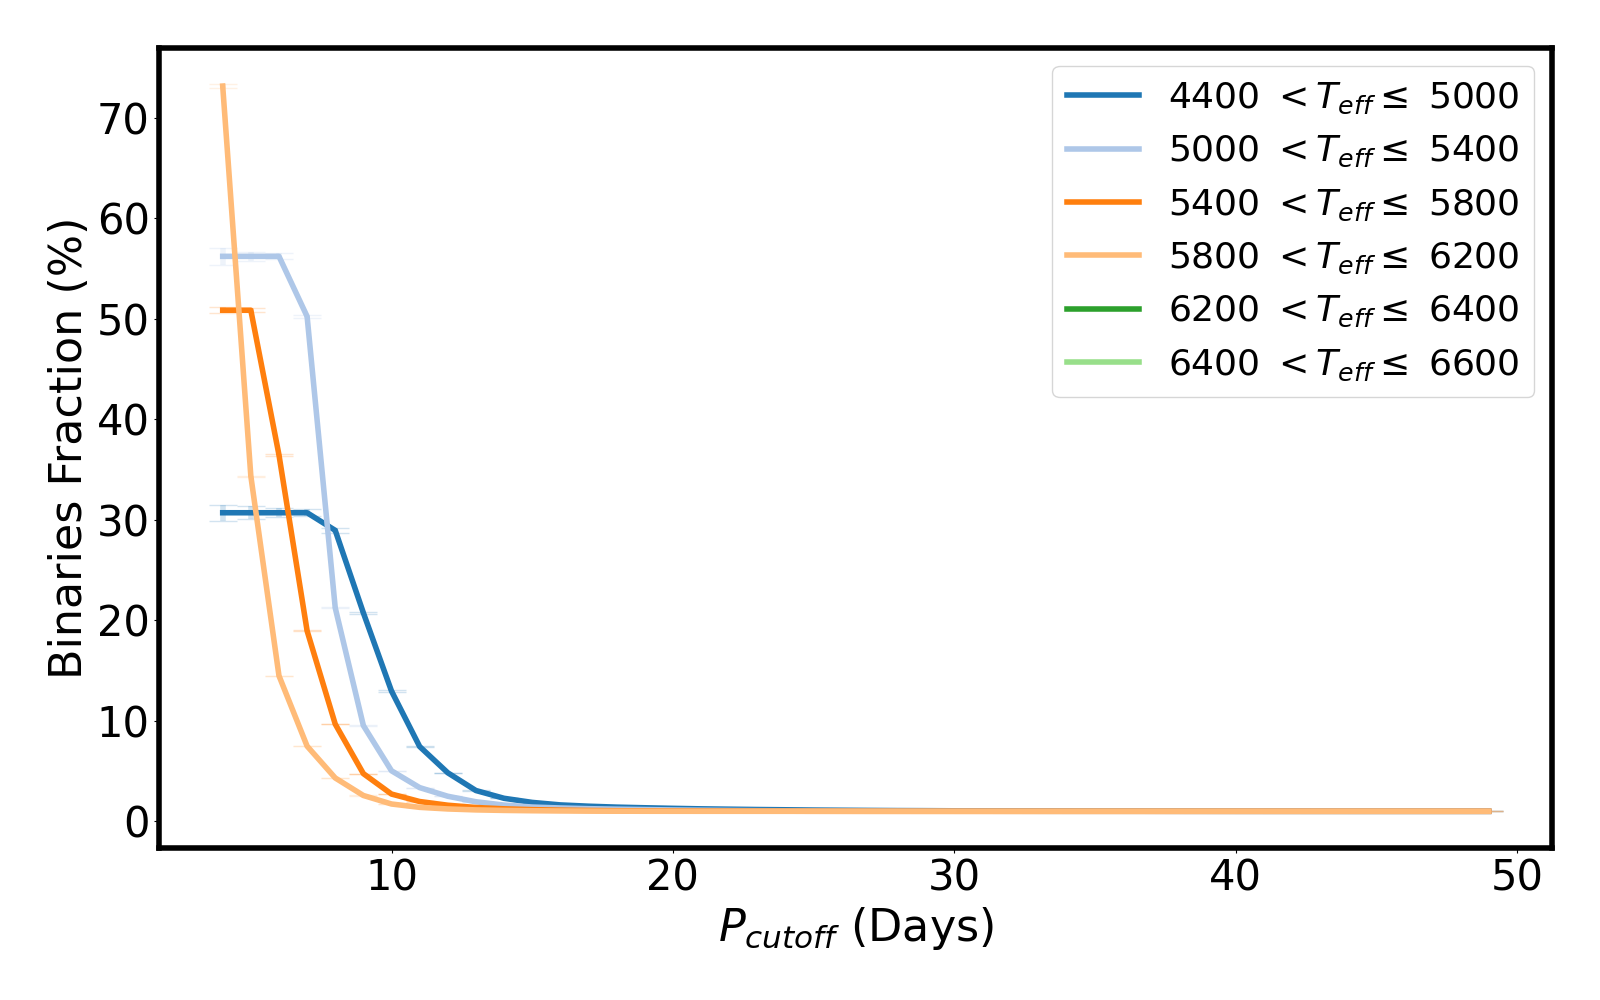 Binaries Fraction (%)
70
60
50
40
30
20
10
0
4400 < T_eff ≤ 5000
5000 < T_eff ≤ 5400
5400 < T_eff ≤ 5800
5800 < T_eff ≤ 6200
6200 < T_eff ≤ 6400
6400 < T_eff ≤ 6600
10 20 30 40 50
P_cutoff (Days)